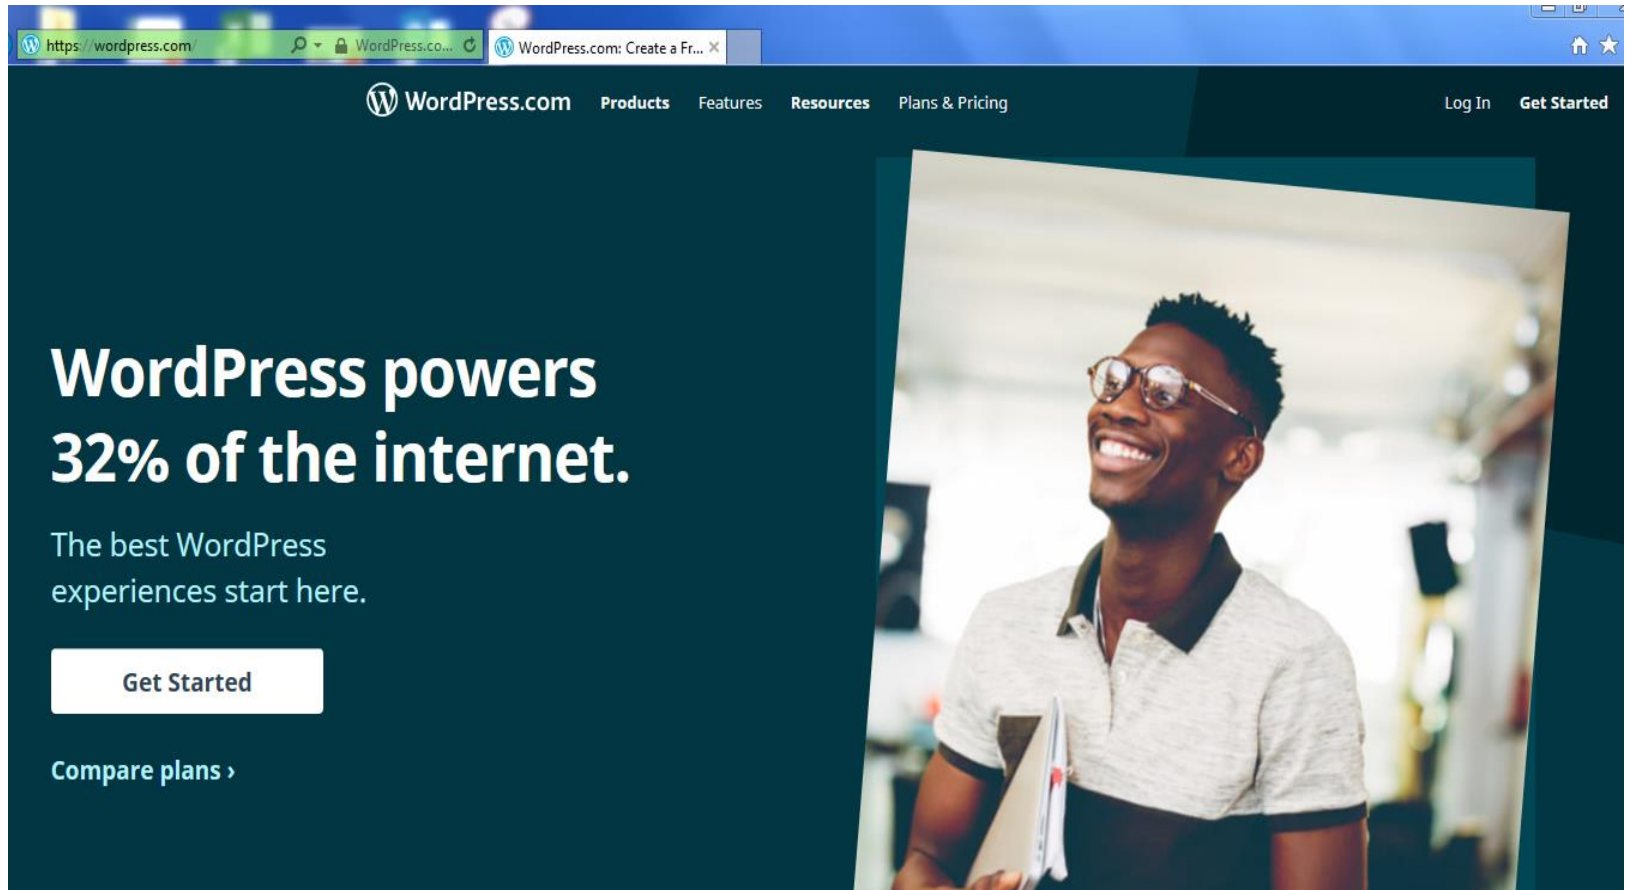 https://wordpress.com/
WordPress.co...
WordPress.com: Create a Fr...
WordPress.com
Products
Features
Resources
Plans & Pricing
Log In
Get Started
WordPress powers
32% of the internet.
The best WordPress
experiences start here.
Get Started
Compare plans ›